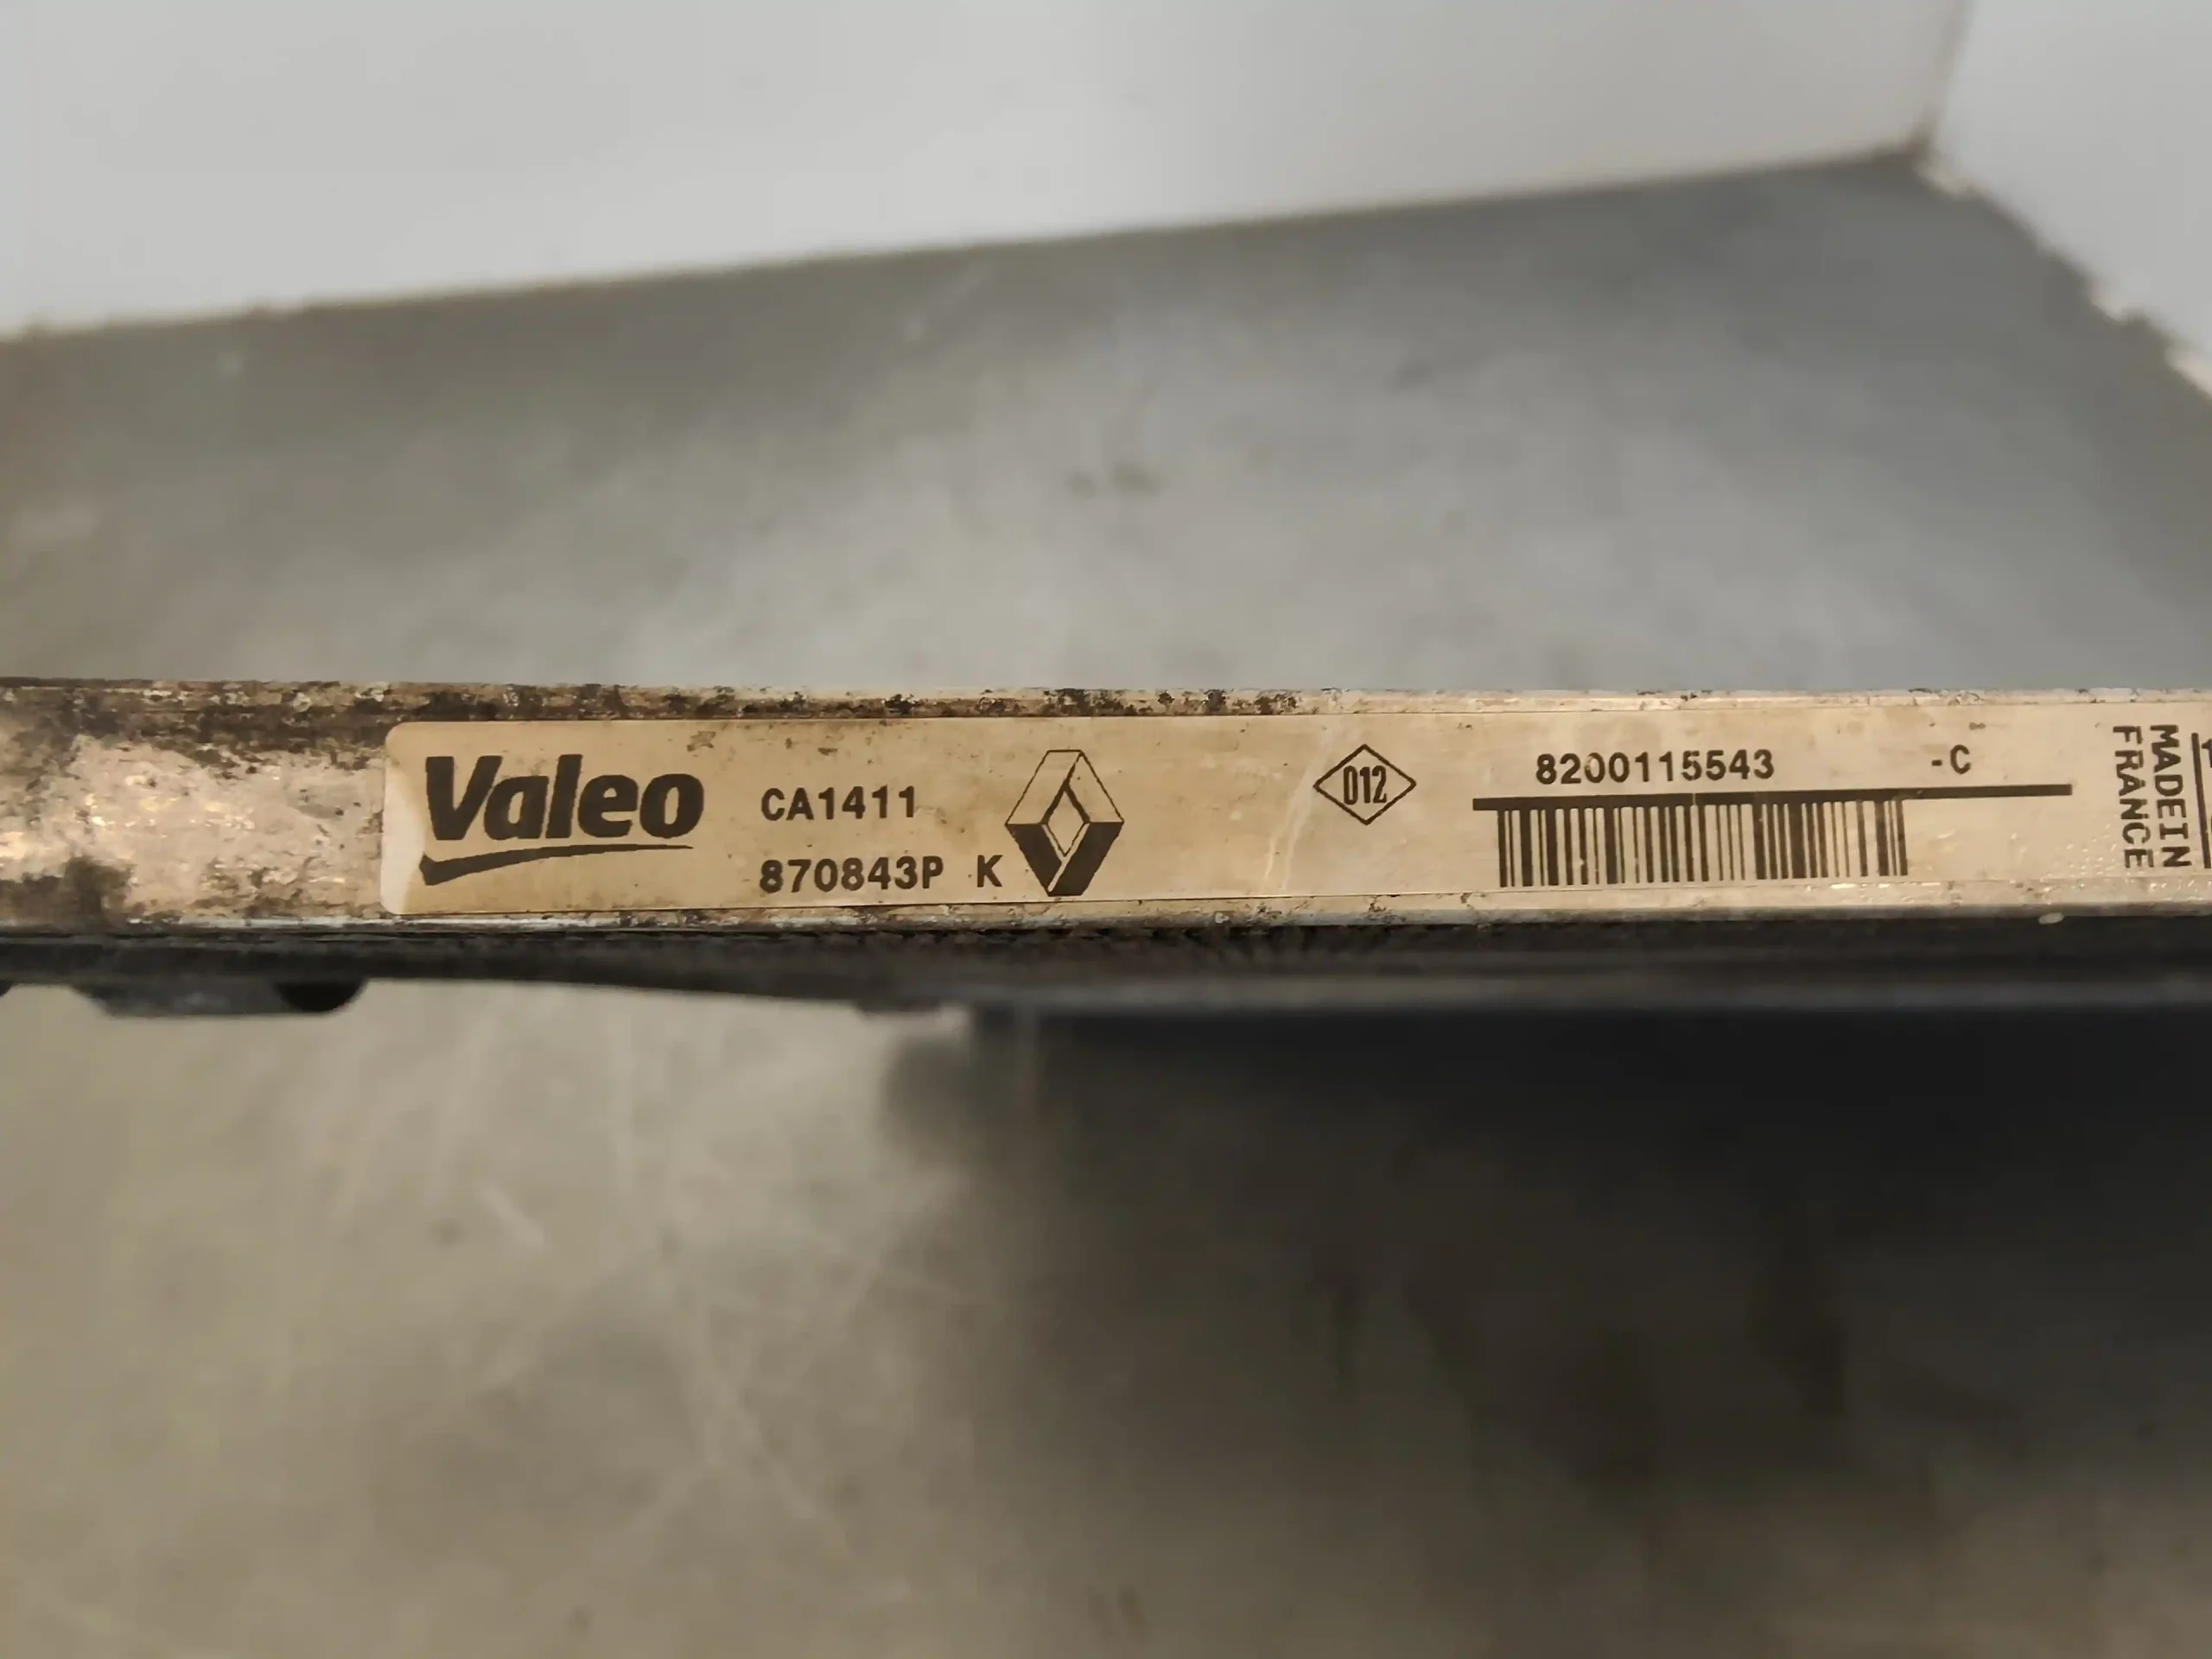 Valeo
CA1411
870843P K
012
8200115543 -C
MADEIN
FRANCE